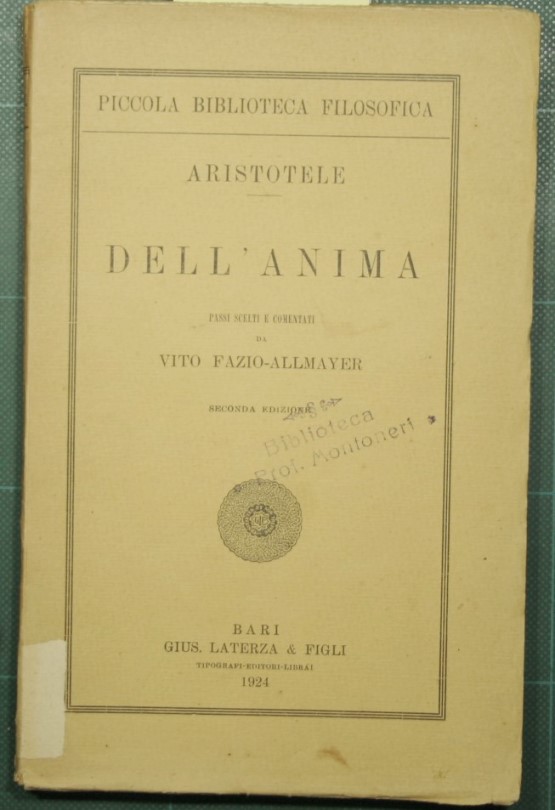 PICCOLA BIBLIOTECA FILOSOFICA
ARISTOTELE
DELL'ANIMA
PASSI SCELTI E COMENTATI
DA
VITO FAZIO-ALLMAYER
SECONDA EDIZIONE
Biblioteca
Prof. Montoneri
BARI
GIUS. LATERZA & FIGLI
TIPOGRAFI-EDITORI-LIBRAI
1924